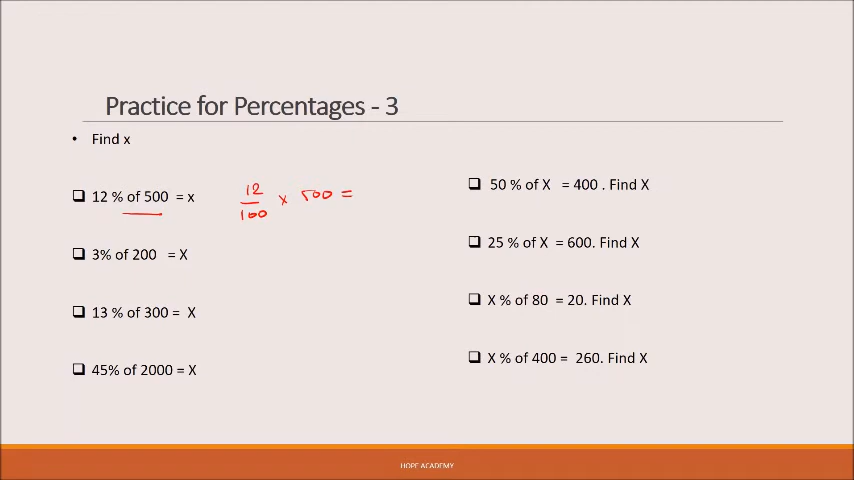 Practice for Percentages - 3
• Find x
❑ 12 % of 500 = x
12
100
x 500 =
❑ 3% of 200 = X
❑ 13 % of 300 = X
❑ 45% of 2000 = X
❑ 50 % of X = 400 . Find X
❑ 25 % of X = 600. Find X
❑ X % of 80 = 20. Find X
❑ X % of 400 = 260. Find X
HOPE ACADEMY